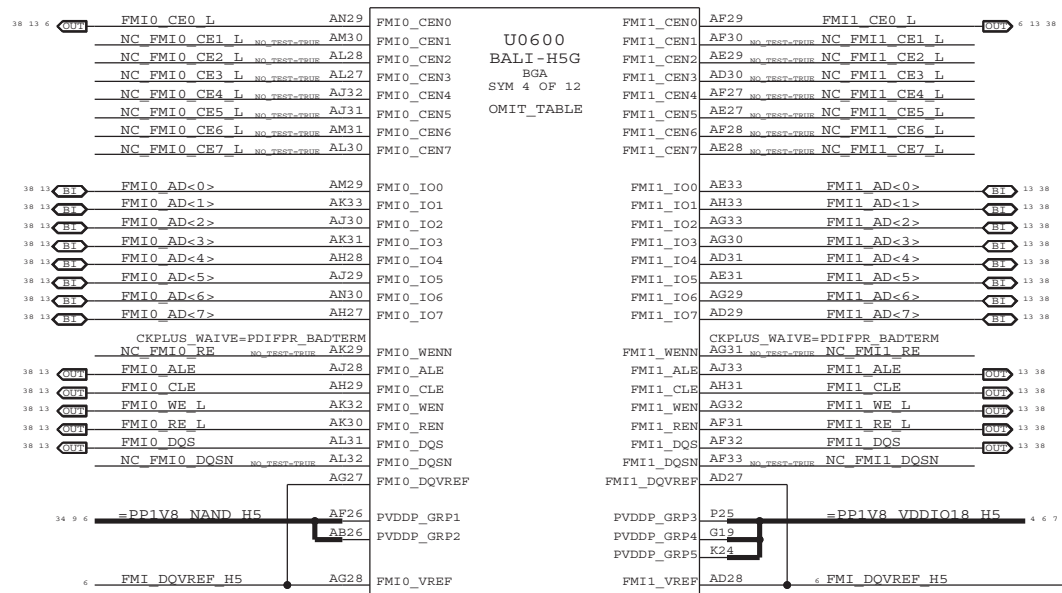 38 13 6 OUT FMI0_CE0_L AN29 FMI0_CEN0 FMI1_CEN0 AF29 FMI1_CE0_L OUT 6 13 38
NC_FMI0_CE1_L NO_TEST=TRUE AM30 FMI0_CEN1 U0600 FMI1_CEN1 AF30 NO_TEST=TRUE NC_FMI1_CE1_L
NC_FMI0_CE2_L NO_TEST=TRUE AL28 FMI0_CEN2 BALI-H5G FMI1_CEN2 AE29 NO_TEST=TRUE NC_FMI1_CE2_L
BGA
NC_FMI0_CE3_L NO_TEST=TRUE AL27 FMI0_CEN3 SYM 4 OF 12 FMI1_CEN3 AD30 NO_TEST=TRUE NC_FMI1_CE3_L
NC_FMI0_CE4_L NO_TEST=TRUE AJ32 FMI0_CEN4 OMIT_TABLE FMI1_CEN4 AF27 NO_TEST=TRUE NC_FMI1_CE4_L
NC_FMI0_CE5_L NO_TEST=TRUE AJ31 FMI0_CEN5 FMI1_CEN5 AE27 NO_TEST=TRUE NC_FMI1_CE5_L
NC_FMI0_CE6_L NO_TEST=TRUE AM31 FMI0_CEN6 FMI1_CEN6 AF28 NO_TEST=TRUE NC_FMI1_CE6_L
NC_FMI0_CE7_L NO_TEST=TRUE AL30 FMI0_CEN7 FMI1_CEN7 AE28 NO_TEST=TRUE NC_FMI1_CE7_L
38 13 BI FMI0_AD<0> AM29 FMI0_IO0 FMI1_IO0 AE33 FMI1_AD<0> BI 13 38
38 13 BI FMI0_AD<1> AK33 FMI0_IO1 FMI1_IO1 AH33 FMI1_AD<1> BI 13 38
38 13 BI FMI0_AD<2> AJ30 FMI0_IO2 FMI1_IO2 AG33 FMI1_AD<2> BI 13 38
38 13 BI FMI0_AD<3> AK31 FMI0_IO3 FMI1_IO3 AG30 FMI1_AD<3> BI 13 38
38 13 BI FMI0_AD<4> AH28 FMI0_IO4 FMI1_IO4 AD31 FMI1_AD<4> BI 13 38
38 13 BI FMI0_AD<5> AJ29 FMI0_IO5 FMI1_IO5 AE31 FMI1_AD<5> BI 13 38
38 13 BI FMI0_AD<6> AN30 FMI0_IO6 FMI1_IO6 AG29 FMI1_AD<6> BI 13 38
38 13 BI FMI0_AD<7> AH27 FMI0_IO7 FMI1_IO7 AD29 FMI1_AD<7> BI 13 38
CKPLUS_WAIVE=PDIFPR_BADTERM CKPLUS_WAIVE=PDIFPR_BADTERM
NC_FMI0_RE NO_TEST=TRUE AK29 FMI0_WENN FMI1_WENN AG31 NO_TEST=TRUE NC_FMI1_RE
38 13 OUT FMI0_ALE AJ28 FMI0_ALE FMI1_ALE AJ33 FMI1_ALE OUT 13 38
38 13 OUT FMI0_CLE AH29 FMI0_CLE FMI1_CLE AH31 FMI1_CLE OUT 13 38
38 13 OUT FMI0_WE_L AK32 FMI0_WEN FMI1_WEN AG32 FMI1_WE_L OUT 13 38
38 13 OUT FMI0_RE_L AK30 FMI0_REN FMI1_REN AF31 FMI1_RE_L OUT 13 38
38 13 OUT FMI0_DQS AL31 FMI0_DQS FMI1_DQS AF32 FMI1_DQS OUT 13 38
NC_FMI0_DQSN NO_TEST=TRUE AL32 FMI0_DQSN FMI1_DQSN AF33 NO_TEST=TRUE NC_FMI1_DQSN
AG27 FMI0_DQVREF FMI1_DQVREF AD27
34 9 6 =PP1V8_NAND_H5 AF26 PVDDP_GRP1 PVDDP_GRP3 P25 =PP1V8_VDDIO18_H5 4 6 7
AB26 PVDDP_GRP2 PVDDP_GRP4 G19
PVDDP_GRP5 K24
6 FMI_DQVREF_H5 AG28 FMI0_VREF FMI1_VREF AD28 6 FMI_DQVREF_H5